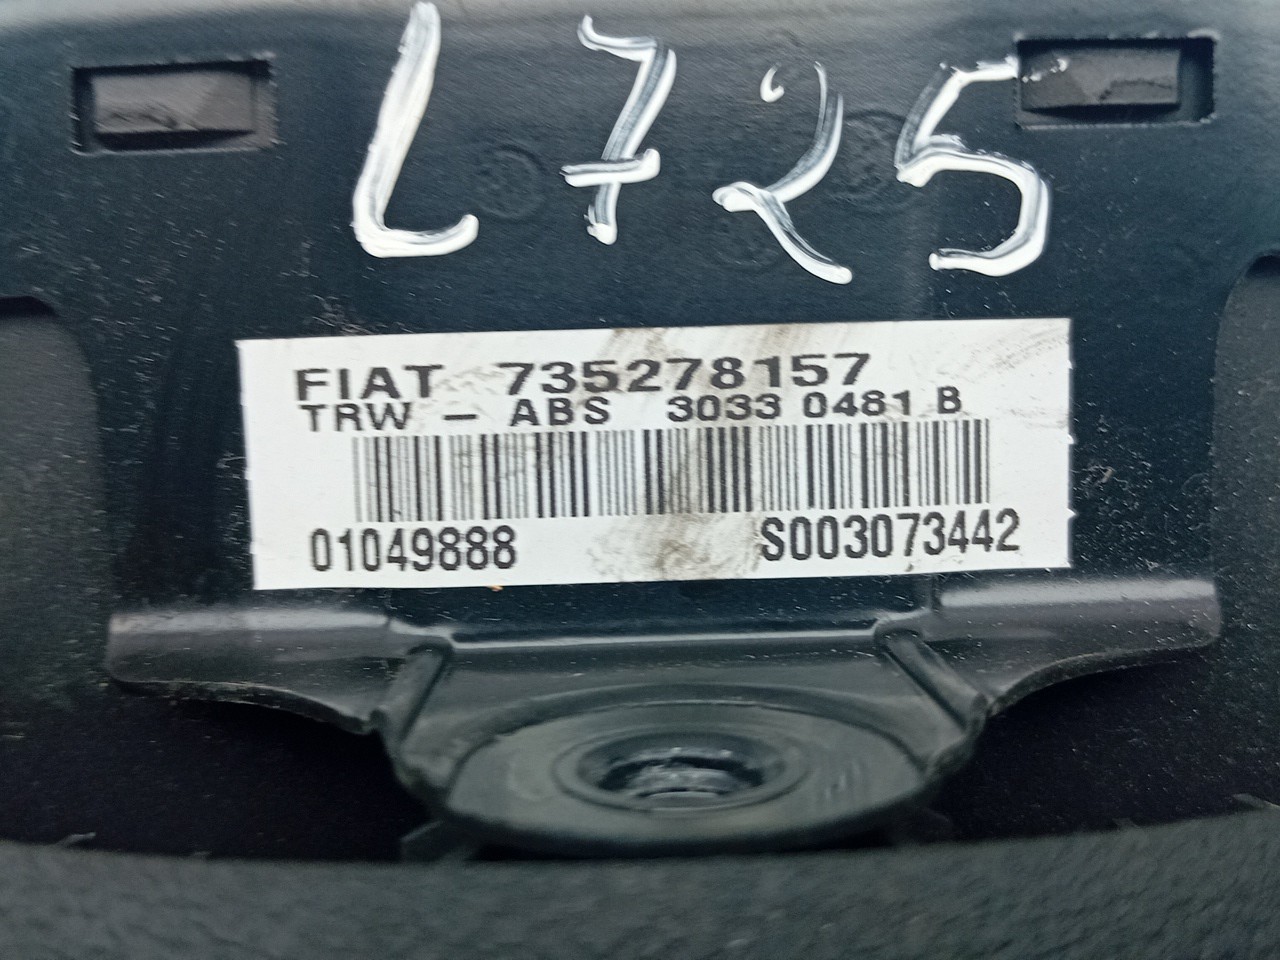 L725
FIAT 735278157
TRW - ABS 3033 0481 B
01049888 S003073442